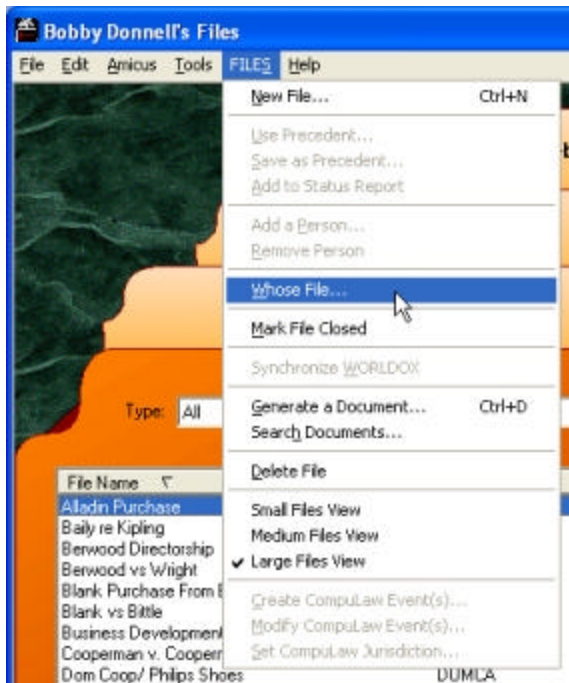 Bobby Donnell's Files
File Edit Amicus Tools FILES Help
New File... Ctrl+N
Use Precedent...
Save as Precedent...
Add to Status Report
Add a Person...
Remove Person
Whose File...
Mark File Closed
Synchronize WORLDOX
Type: All
Generate a Document... Ctrl+D
Search Documents...
Delete File
File Name
Alladin Purchase
Small Files View
Baily re Kipling
Medium Files View
Berwood Directorship
Large Files View
Berwood vs Wright
Blank Purchase From
Create CompuLaw Event(s)...
Blank vs Bittle
Modify CompuLaw Event(s)...
Business Development
Set CompuLaw Jurisdiction...
Cooperman v.
Dom Coop/ Philips Shoes DUMCA